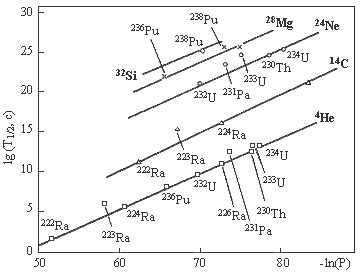 lg (T1/2, c)
30
25
20
15
10
5
0
50
60
70
80
-ln(P)
236Pu
238Pu
238Pu
28Mg
24Ne
32Si
234U
230Th
233U
231Pa
232U
14C
224Ra
223Ra
222Ra
4He
234U
233U
230Th
231Pa
226Ra
232U
236Pu
224Ra
223Ra
222Ra